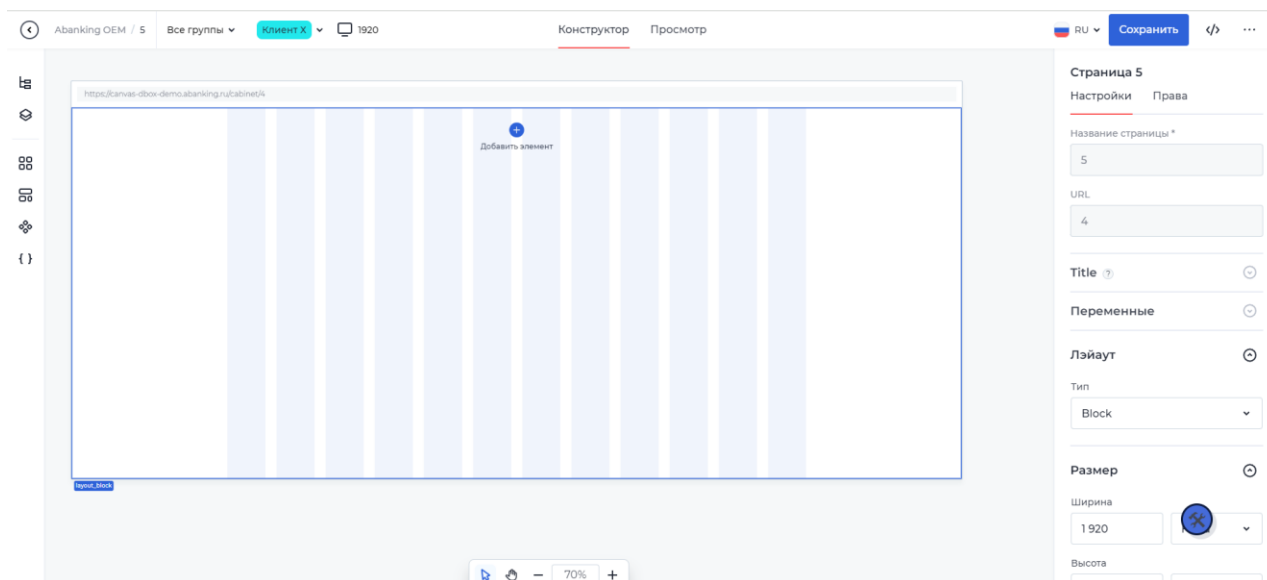 Abanking OEM / 5 Все группы Клиент X 1920 Конструктор Просмотр RU Сохранить </> ...
https://canvas-dbox-demo.abanking.ru/cabinet/4
Добавить элемент
layout_block
70%
Страница 5
Настройки Права
Название страницы *
5
URL
4
Title ?
Переменные
Лэйаут
Тип
Block
Размер
Ширина
1 920
Высота